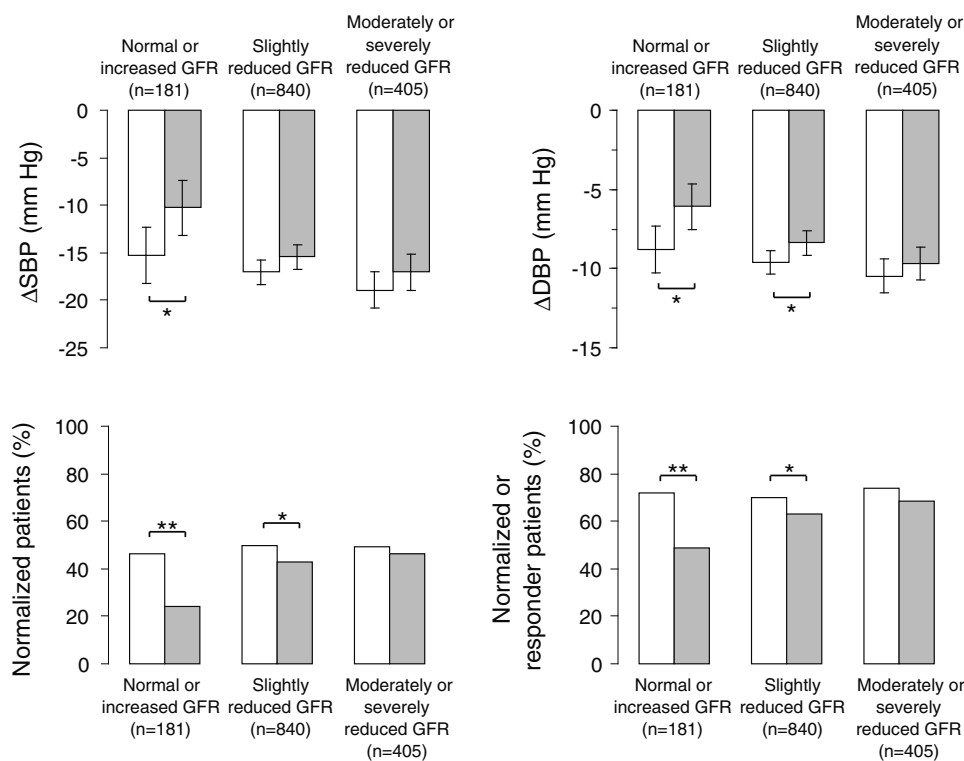 Normal or
increased GFR
(n=181)
Slightly
reduced GFR
(n=840)
Moderately or
severely
reduced GFR
(n=405)
ΔSBP (mm Hg)
0
-5
-10
-15
-20
-25
*
Normal or
increased GFR
(n=181)
Slightly
reduced GFR
(n=840)
Moderately or
severely
reduced GFR
(n=405)
ΔDBP (mm Hg)
0
-5
-10
-15
*
*
Normalized patients (%)
100
80
60
40
20
0
**
*
Normal or
increased GFR
(n=181)
Slightly
reduced GFR
(n=840)
Moderately or
severely
reduced GFR
(n=405)
Normalized or
responder patients (%)
100
80
60
40
20
0
**
*
Normal or
increased GFR
(n=181)
Slightly
reduced GFR
(n=840)
Moderately or
severely
reduced GFR
(n=405)